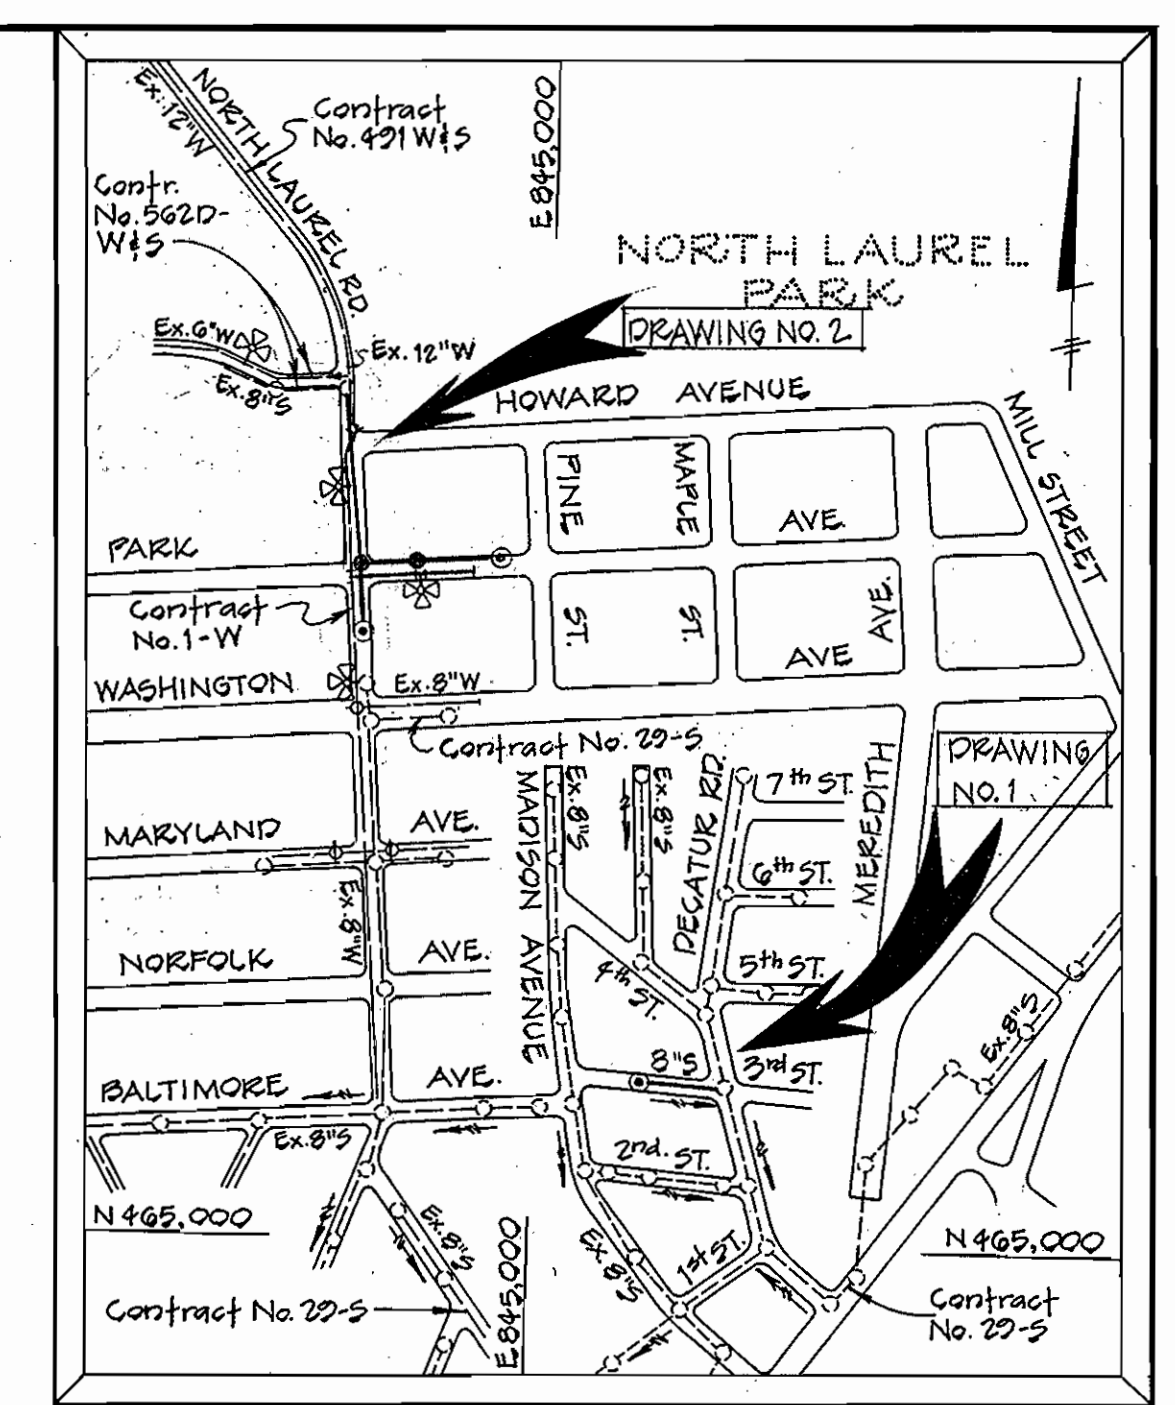 NORTH LAUREL RD.
Ex. 12"W
Contract
No. 491 W&S
E 845,000
Contr.
No. 562D-
W&S
NORTH LAUREL
PARK
DRAWING NO. 2
Ex. 6"W
Ex. 12"W
Ex. 8"S
HOWARD AVENUE
MILL STREET
PINE
MAPLE
AVE.
PARK
Contract
No. 1-W
ST.
ST.
AVE.
AVE
WASHINGTON
Ex. 8"W
Contract No. 29-S
DRAWING
NO. 1
MADISON AVENUE
Ex. 8"S
Ex. 8"S
DECATUR RD.
7th ST.
MEREDITH
MARYLAND
AVE.
6th ST.
Ex. 8"W
NORFOLK
AVE.
4th ST.
5th ST.
Ex. 8"S
BALTIMORE
AVE.
8"S
3rd ST.
Ex. 8"S
2nd. ST.
N 465,000
Ex. 8"S
E 845,000
Ex. 8"S
1st ST.
N 465,000
Contract No. 29-S
Contract
No. 29-S